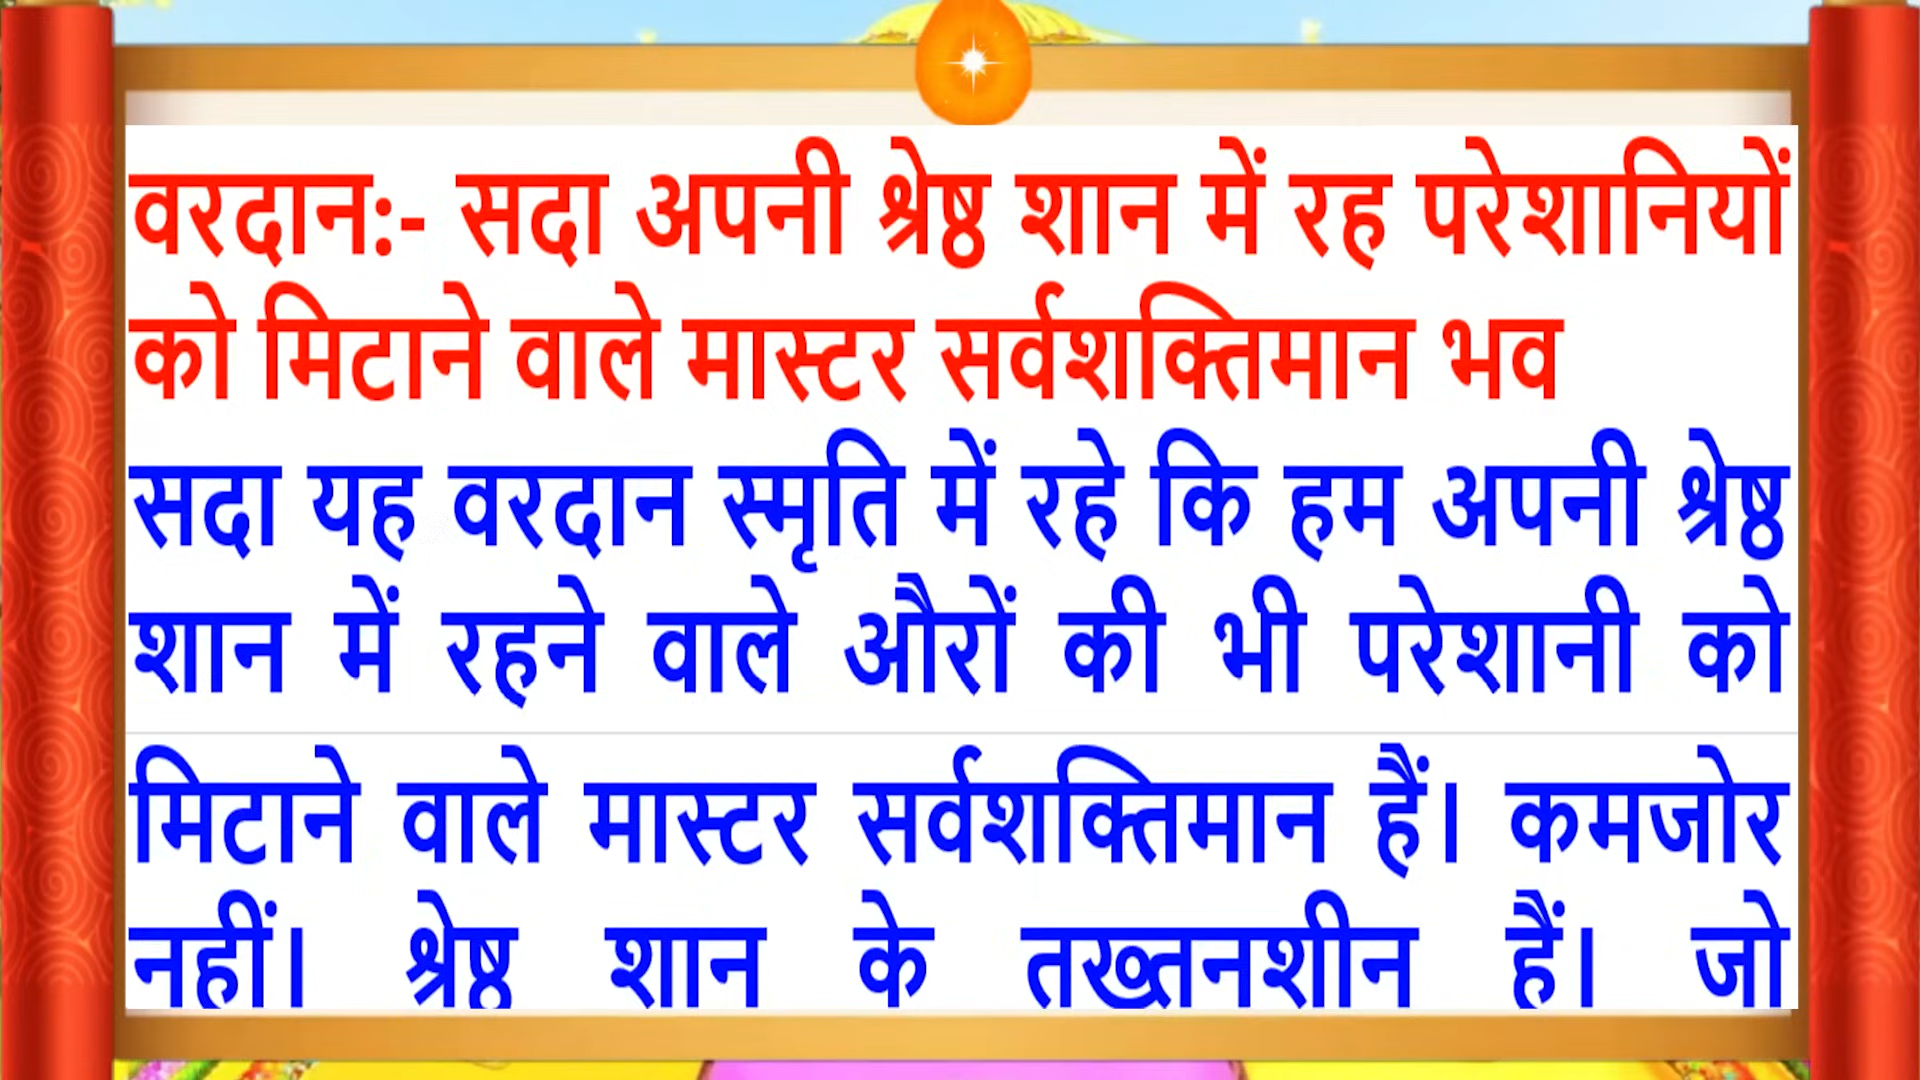 वरदान:- सदा अपनी श्रेष्ठ शान में रह परेशानियों
को मिटाने वाले मास्टर सर्वशक्तिमान भव
सदा यह वरदान स्मृति में रहे कि हम अपनी श्रेष्ठ
शान में रहने वाले औरों की भी परेशानी को
मिटाने वाले मास्टर सर्वशक्तिमान हैं। कमजोर
नहीं। श्रेष्ठ शान के तख्तनशीन हैं। जो